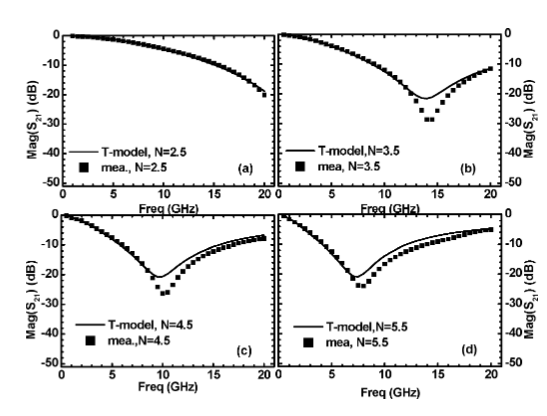 0
-10
-20
-30
-40
-50
Mag(S21) (dB)
T-model, N=2.5
mea., N=2.5
(a)
0 5 10 15 20
Freq (GHz)
0
-10
-20
-30
-40
-50
Mag(S21) (dB)
T-model,N=3.5
mea., N=3.5
(b)
0 5 10 15 20
Freq (GHz)
0
-10
-20
-30
-40
-50
Mag(S21) (dB)
T-model, N=4.5
mea.,N=4.5
(c)
0 5 10 15 20
Freq (GHz)
0
-10
-20
-30
-40
-50
Mag(S21) (dB)
T-model,N=5.5
mea., N=5.5
(d)
0 5 10 15 20
Freq (GHz)